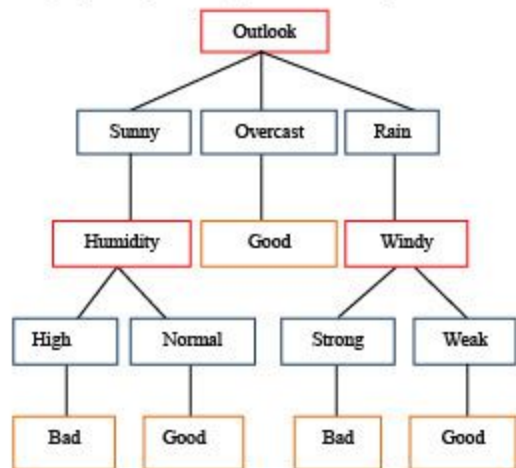 Outlook
Sunny Overcast Rain
Humidity Good Windy
High Normal Strong Weak
Bad Good Bad Good